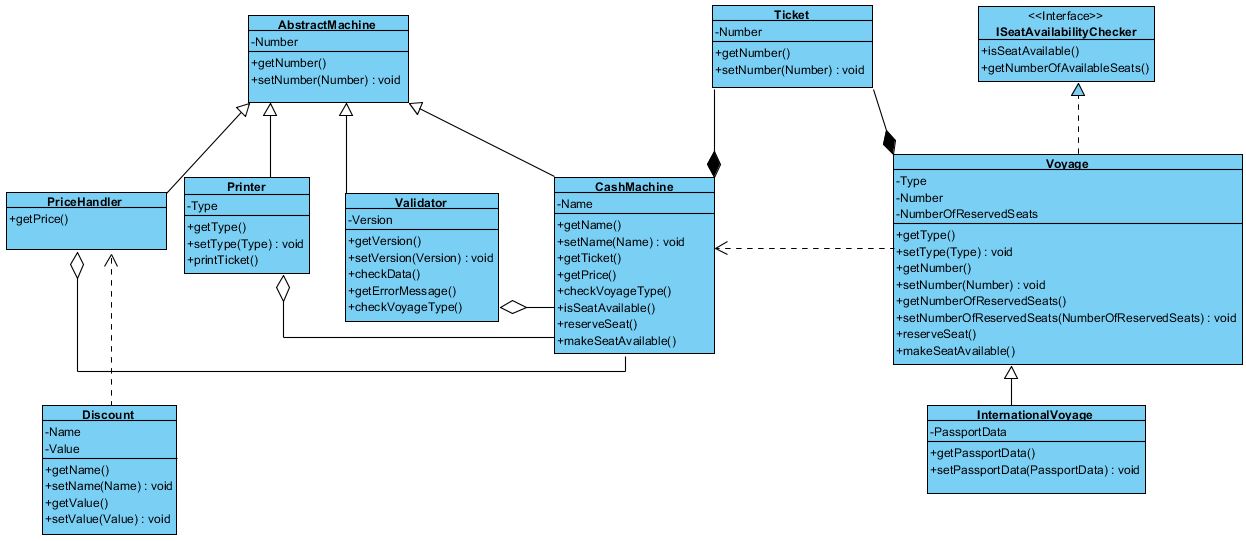 AbstractMachine
-Number
+getNumber()
+setNumber(Number) : void
Ticket
-Number
+getNumber()
+setNumber(Number) : void
<<Interface>>
ISeatAvailabilityChecker
+isSeatAvailable()
+getNumberOfAvailableSeats()
PriceHandler
+getPrice()
Printer
-Type
+getType()
+setType(Type) : void
+printTicket()
Validator
-Version
+getVersion()
+setVersion(Version) : void
+checkData()
+getErrorMessage()
+checkVoyageType()
CashMachine
-Name
+getName()
+setName(Name) : void
+getTicket()
+getPrice()
+checkVoyageType()
+isSeatAvailable()
+reserveSeat()
+makeSeatAvailable()
Voyage
-Type
-Number
-NumberOfReservedSeats
+getType()
+setType(Type) : void
+getNumber()
+setNumber(Number) : void
+getNumberOfReservedSeats()
+setNumberOfReservedSeats(NumberOfReservedSeats) : void
+reserveSeat()
+makeSeatAvailable()
Discount
-Name
-Value
+getName()
+setName(Name) : void
+getValue()
+setValue(Value) : void
InternationalVoyage
-PassportData
+getPassportData()
+setPassportData(PassportData) : void